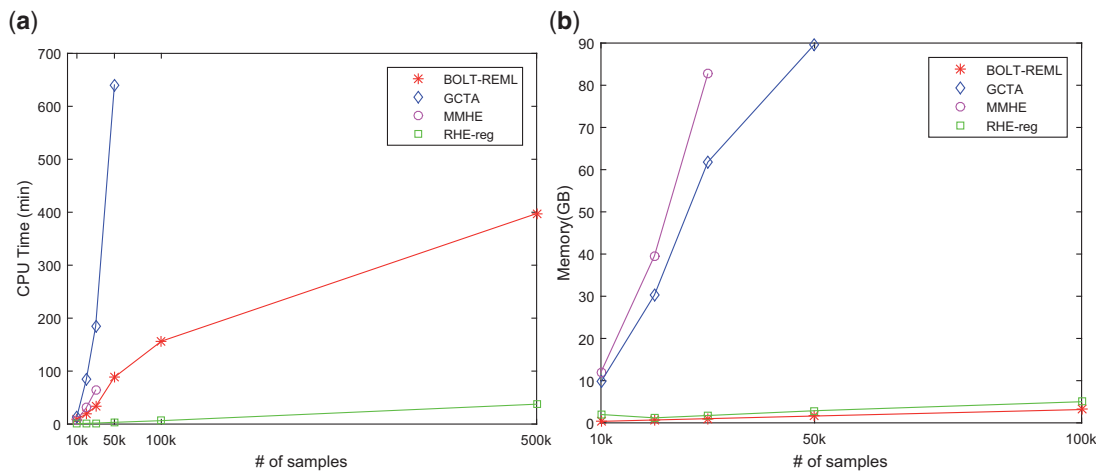 (a)
700
600
500
400
300
200
100
0
CPU Time (min)
10k
50k
100k
500k
# of samples
BOLT-REML
GCTA
MMHE
RHE-reg
(b)
90
80
70
60
50
40
30
20
10
0
Memory(GB)
10k
50k
100k
# of samples
BOLT-REML
GCTA
MMHE
RHE-reg